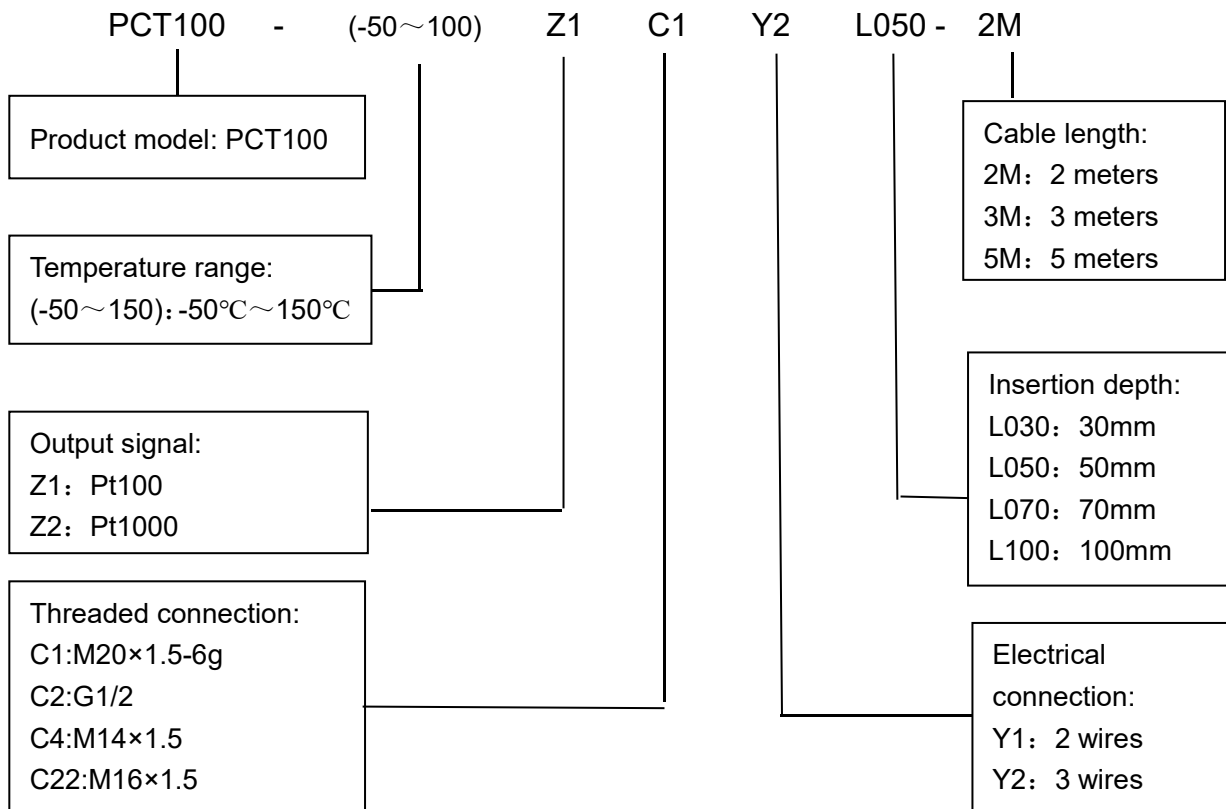 PCT100 - (-50～100) Z1 C1 Y2 L050 - 2M
Product model: PCT100
Temperature range:
(-50～150)：-50℃～150℃
Output signal:
Z1：Pt100
Z2：Pt1000
Threaded connection:
C1:M20×1.5-6g
C2:G1/2
C4:M14×1.5
C22:M16×1.5
Cable length:
2M：2 meters
3M：3 meters
5M：5 meters
Insertion depth:
L030：30mm
L050：50mm
L070：70mm
L100：100mm
Electrical
connection:
Y1：2 wires
Y2：3 wires